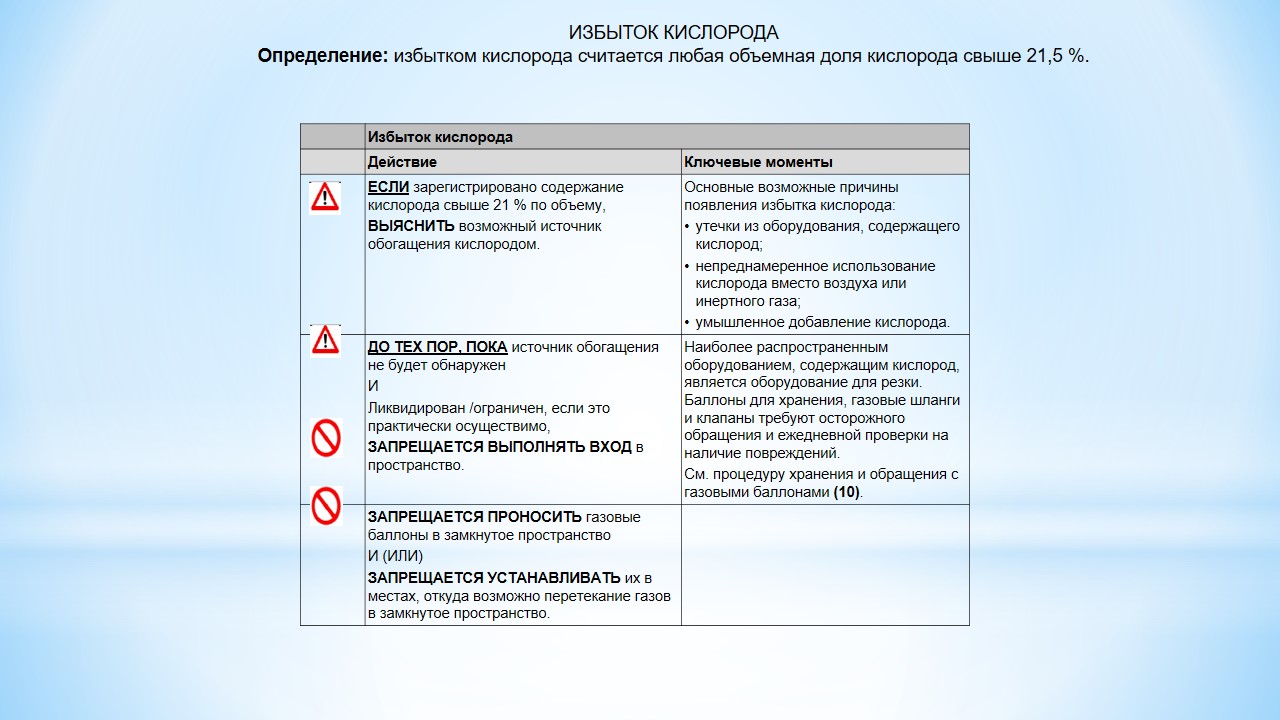 ИЗБЫТОК КИСЛОРОДА
Определение: избытком кислорода считается любая объемная доля кислорода свыше 21,5 %.
Избыток кислорода
Действие
Ключевые моменты
ЕСЛИ зарегистрировано содержание
кислорода свыше 21 % по объему,
ВЫЯСНИТЬ возможный источник
обогащения кислородом.
Основные возможные причины
появления избытка кислорода:
• утечки из оборудования, содержащего
кислород;
• непреднамеренное использование
кислорода вместо воздуха или
инертного газа;
• умышленное добавление кислорода.
ДО ТЕХ ПОР, ПОКА источник обогащения
не будет обнаружен
И
Ликвидирован /ограничен, если это
практически осуществимо,
ЗАПРЕЩАЕТСЯ ВЫПОЛНЯТЬ ВХОД в
пространство.
Наиболее распространенным
оборудованием, содержащим кислород,
является оборудование для резки.
Баллоны для хранения, газовые шланги
и клапаны требуют осторожного
обращения и ежедневной проверки на
наличие повреждений.
См. процедуру хранения и обращения с
газовыми баллонами (10).
ЗАПРЕЩАЕТСЯ ПРОНОСИТЬ газовые
баллоны в замкнутое пространство
И (ИЛИ)
ЗАПРЕЩАЕТСЯ УСТАНАВЛИВАТЬ их в
местах, откуда возможно перетекание газов
в замкнутое пространство.